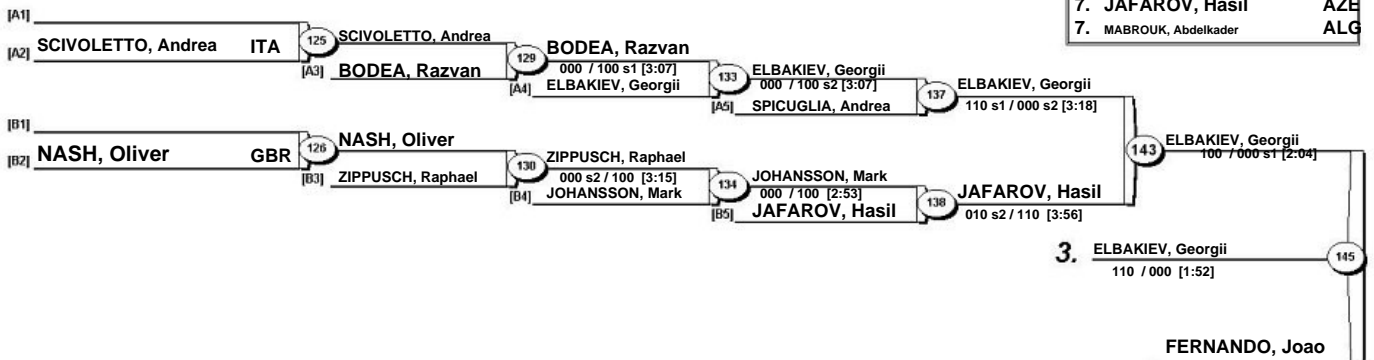 7. JAFAROV, Hasil AZE
7. MABROUK, Abdelkader ALG
[A1]
[A2] SCIVOLETTO, Andrea ITA
125
SCIVOLETTO, Andrea
[A3] BODEA, Razvan
129
BODEA, Razvan
000 / 100 s1 [3:07]
[A4] ELBAKIEV, Georgii
133
ELBAKIEV, Georgii
000 / 100 s2 [3:07]
[A5] SPICUGLIA, Andrea
137
ELBAKIEV, Georgii
110 s1 / 000 s2 [3:18]
[B1]
[B2] NASH, Oliver GBR
126
NASH, Oliver
[B3] ZIPPUSCH, Raphael
130
ZIPPUSCH, Raphael
000 s2 / 100 [3:15]
[B4] JOHANSSON, Mark
134
JOHANSSON, Mark
000 / 100 [2:53]
[B5] JAFAROV, Hasil
138
JAFAROV, Hasil
010 s2 / 110 [3:56]
143
ELBAKIEV, Georgii
100 / 000 s1 [2:04]
3. ELBAKIEV, Georgii
110 / 000 [1:52]
145
FERNANDO, Joao